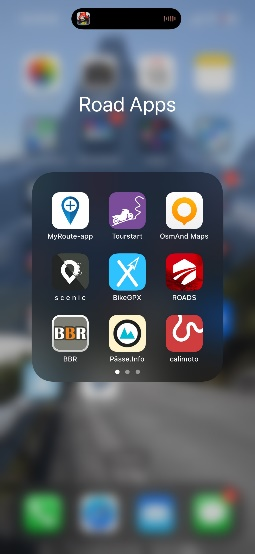 Road Apps
MyRoute-app
Tourstart
OsmAnd Maps
scenic
BikeGPX
ROADS
BBR
BBR
Pässe.Info
calimoto